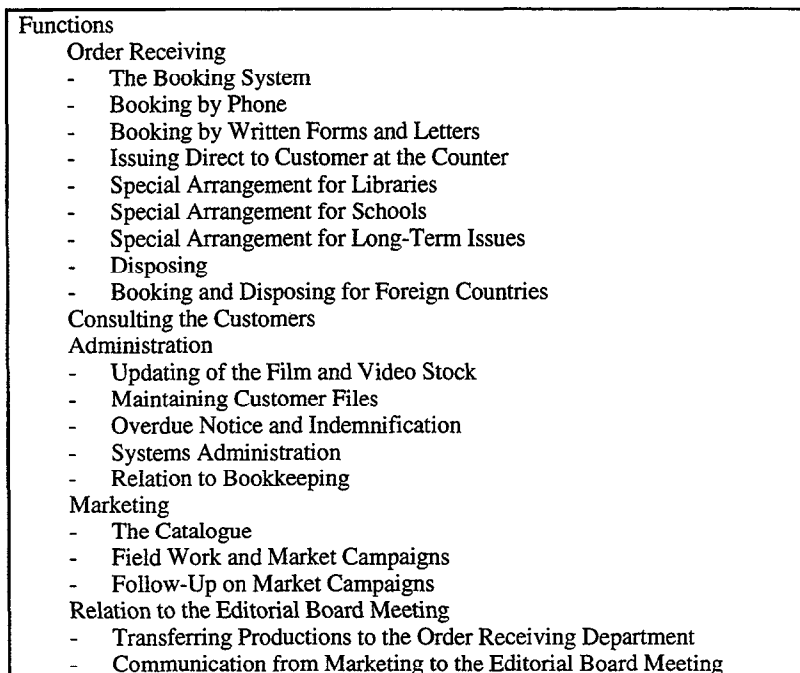 Functions
Order Receiving
- The Booking System
- Booking by Phone
- Booking by Written Forms and Letters
- Issuing Direct to Customer at the Counter
- Special Arrangement for Libraries
- Special Arrangement for Schools
- Special Arrangement for Long-Term Issues
- Disposing
- Booking and Disposing for Foreign Countries
Consulting the Customers
Administration
- Updating of the Film and Video Stock
- Maintaining Customer Files
- Overdue Notice and Indemnification
- Systems Administration
- Relation to Bookkeeping
Marketing
- The Catalogue
- Field Work and Market Campaigns
- Follow-Up on Market Campaigns
Relation to the Editorial Board Meeting
- Transferring Productions to the Order Receiving Department
- Communication from Marketing to the Editorial Board Meeting